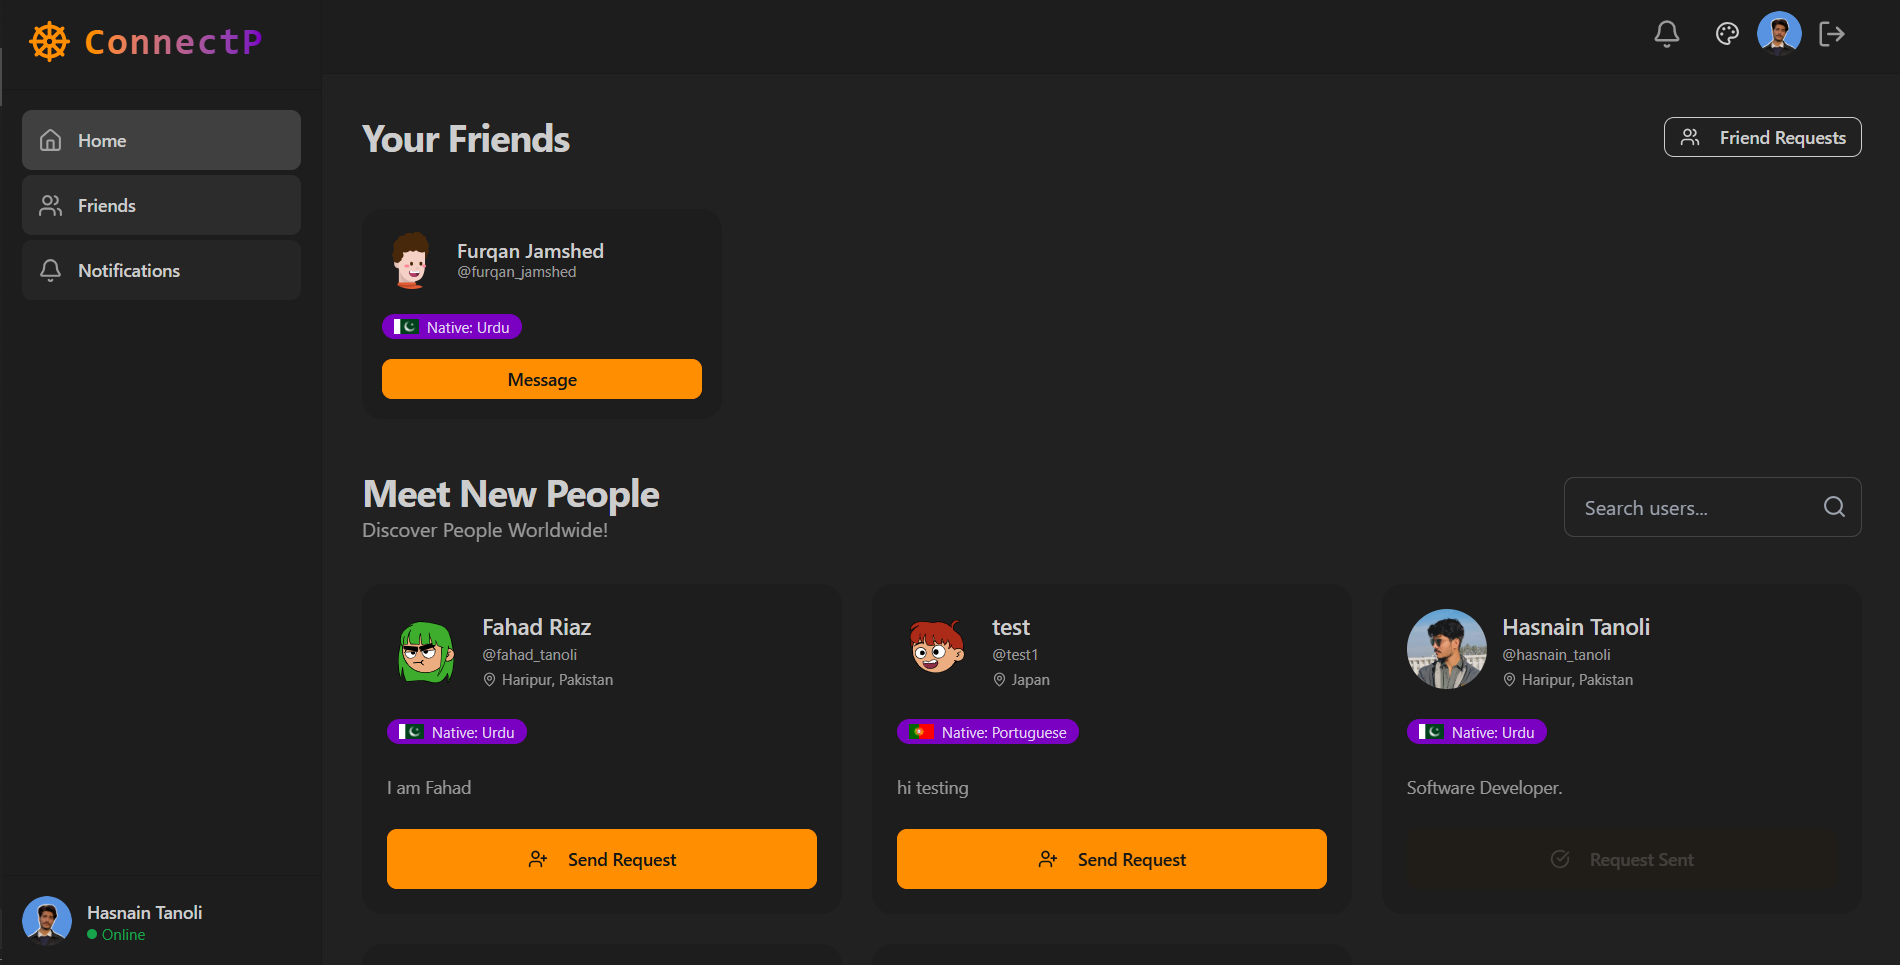 ConnectP
Home
Friends
Notifications
Your Friends
Friend Requests
Furqan Jamshed
@furqan_jamshed
Native: Urdu
Message
Meet New People
Discover People Worldwide!
Search users...
Fahad Riaz
@fahad_tanoli
Haripur, Pakistan
Native: Urdu
I am Fahad
Send Request
test
@test1
Japan
Native: Portuguese
hi testing
Send Request
Hasnain Tanoli
@hasnain_tanoli
Haripur, Pakistan
Native: Urdu
Software Developer.
Request Sent
Hasnain Tanoli
Online